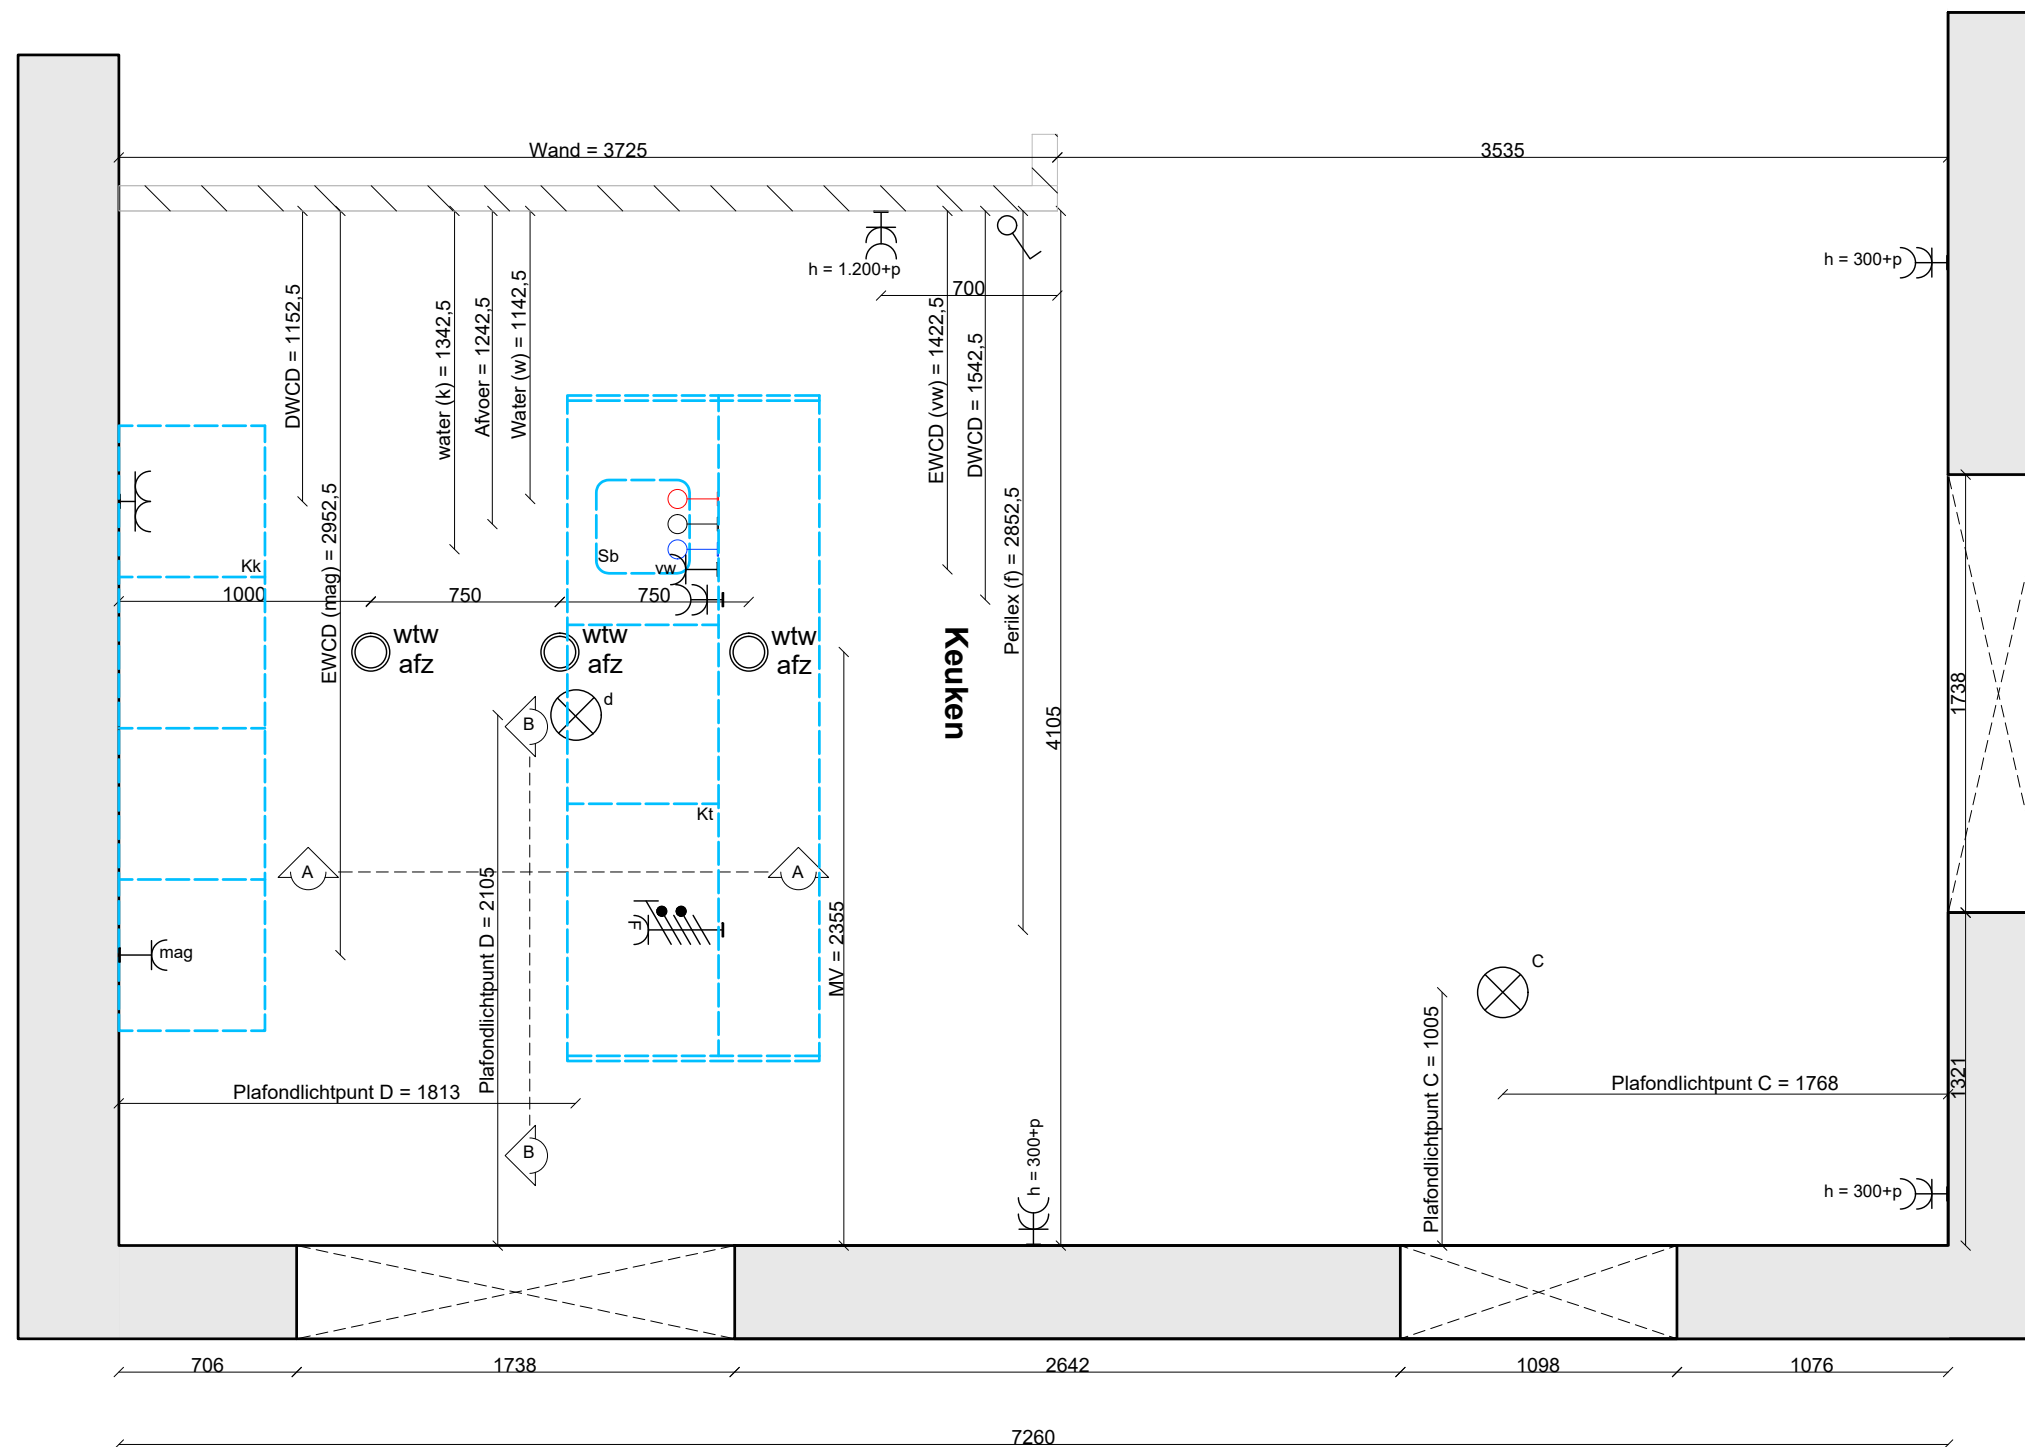 Wand = 3725
3535
h = 1.200+p
h = 300+p
700
DWCD = 1152,5
EWCD (mag) = 2952,5
water (k) = 1342,5
Afvoer = 1242,5
Water (w) = 1142,5
EWCD (vw) = 1422,5
DWCD = 1542,5
Perilex (f) = 2852,5
4105
Kk
Sb
vw
1000
750
750
wtw
afz
wtw
afz
wtw
afz
Keuken
d
B
1738
Kt
A
A
F
mag
Plafondlichtpunt D = 2105
MV = 2355
C
Plafondlichtpunt C = 1005
Plafondlichtpunt C = 1768
1321
Plafondlichtpunt D = 1813
B
h = 300+p
h = 300+p
706
1738
2642
1098
1076
7260